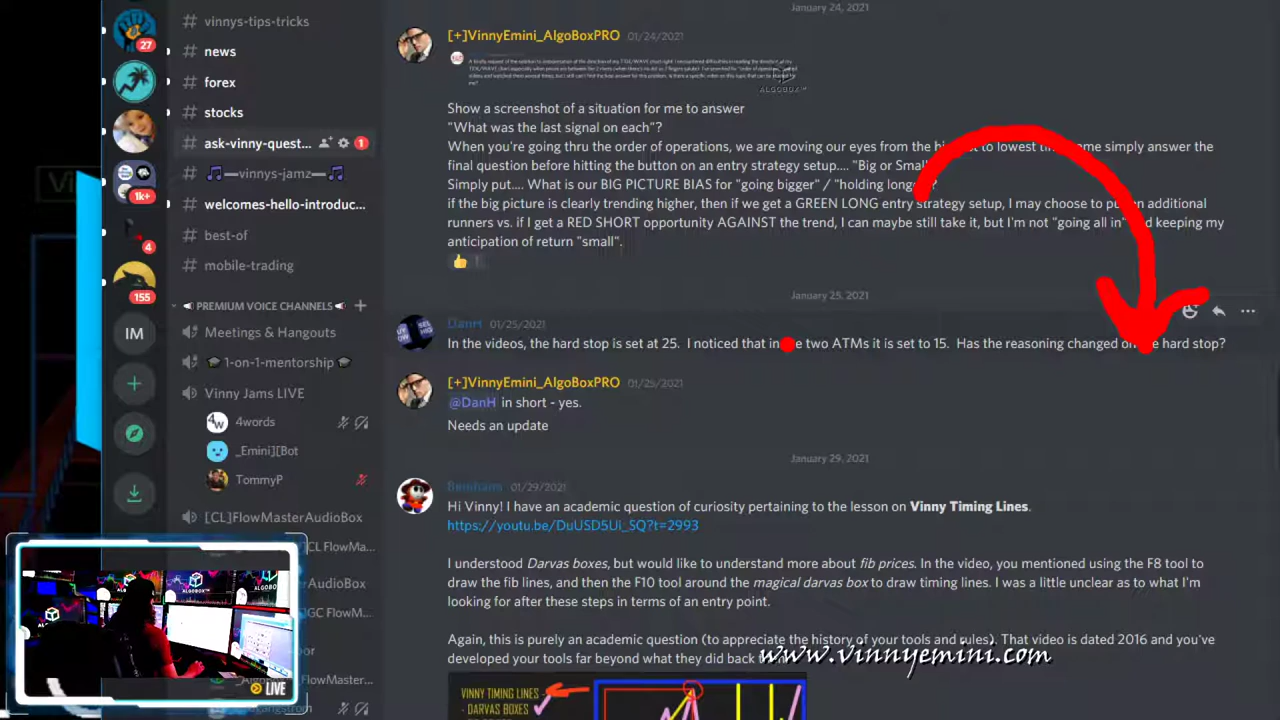 January 24, 2021
# vinnys-tips-tricks
27
[+]VinnyEmini_AlgoBoxPRO 01/24/2021
# news
ALGOBOX™
# forex
Show a screenshot of a situation for me to answer
# stocks
"What was the last signal on each"?
# ask-vinny-quest... 1
When you're going thru the order of operations, we are moving our eyes from the to lowest simply answer the
final question before hitting the button on an entry strategy setup.... "Big or
# 🎵━vinnys-jamz━🎵
Simply put.... What is our BIG PICTURE BIAS for "going bigger" / "holding
1k+
# welcomes-hello-introduc...
if the big picture is clearly trending higher, then if we get a GREEN LONG entry strategy setup, I may choose to additional
runners vs. if I get a RED SHORT opportunity AGAINST the trend, I can maybe still take it, but I'm not "going all in" keeping my
# best-of
4
anticipation of return "small".
👍 1
# mobile-trading
155
January 25, 2021
PREMIUM VOICE CHANNELS +
DanH 01/25/2021
IM
Meetings & Hangouts
In the videos, the hard stop is set at 25. I noticed that in two ATMs it is set to 15. Has the reasoning changed hard stop?
🎓1-on-1-mentorship🎓
[+]VinnyEmini_AlgoBoxPRO 01/25/2021
Vinny Jams LIVE
@DanH in short - yes.
4words
Needs an update
_Emini][Bot
January 29, 2021
TommyP
01/29/2021
Hi Vinny! I have an academic question of curiosity pertaining to the lesson on Vinny Timing Lines.
[CL]FlowMasterAudioBox
https://youtu.be/DuUSD5Ui_SQ?t=2993
CL FlowMa...
I understood Darvas boxes, but would like to understand more about fib prices. In the video, you mentioned using the F8 tool to
draw the fib lines, and then the F10 tool around the magical darvas box to draw timing lines. I was a little unclear as to what I'm
looking for after these steps in terms of an entry point.
GC FlowM...
Again, this is purely an academic question (to appreciate the history of your tools and rules). That video is dated 2016 and you've
developed your tools far beyond what they did back
www.vinnyemini.com
FlowMaster...
LIVE
VINNY TIMING LINES -
- DARVAS BOXES